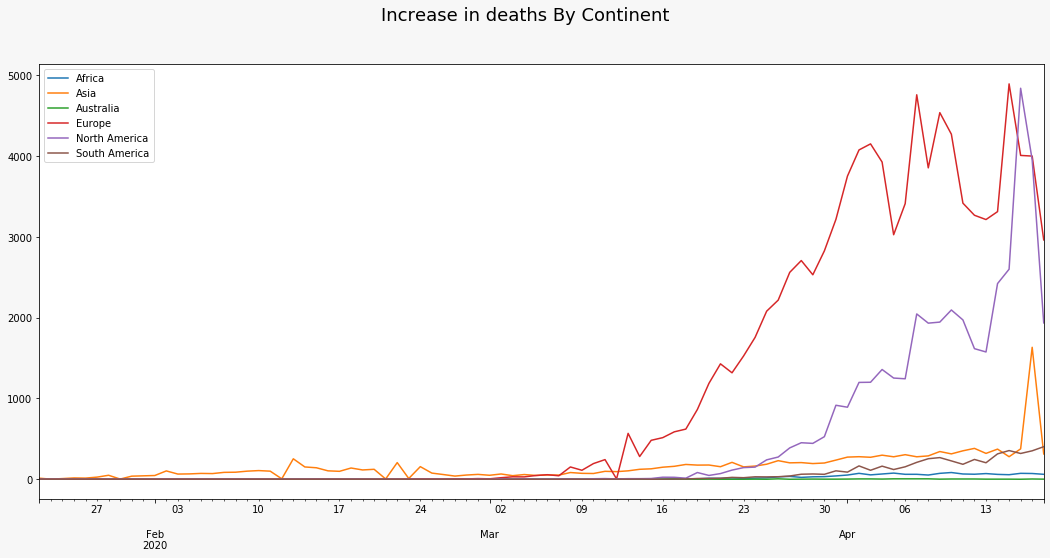 Increase in deaths By Continent
5000
4000
3000
2000
1000
0
Africa
Asia
Australia
Europe
North America
South America
27 03 10 17 24 02 09 16 23 30 06 13
Feb Mar Apr
2020